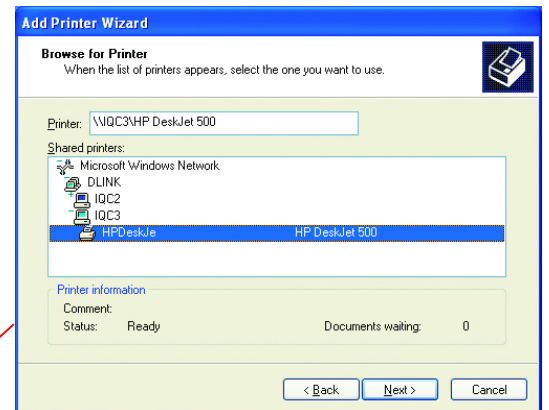 Add Printer Wizard
Browse for Printer
When the list of printers appears, select the one you want to use.
Printer: \\IQC3\HP DeskJet 500
Shared printers:
Microsoft Windows Network
DLINK
IQC2
IQC3
HPDeskJe HP DeskJet 500
Printer information
Comment:
Status: Ready Documents waiting: 0
< Back Next > Cancel